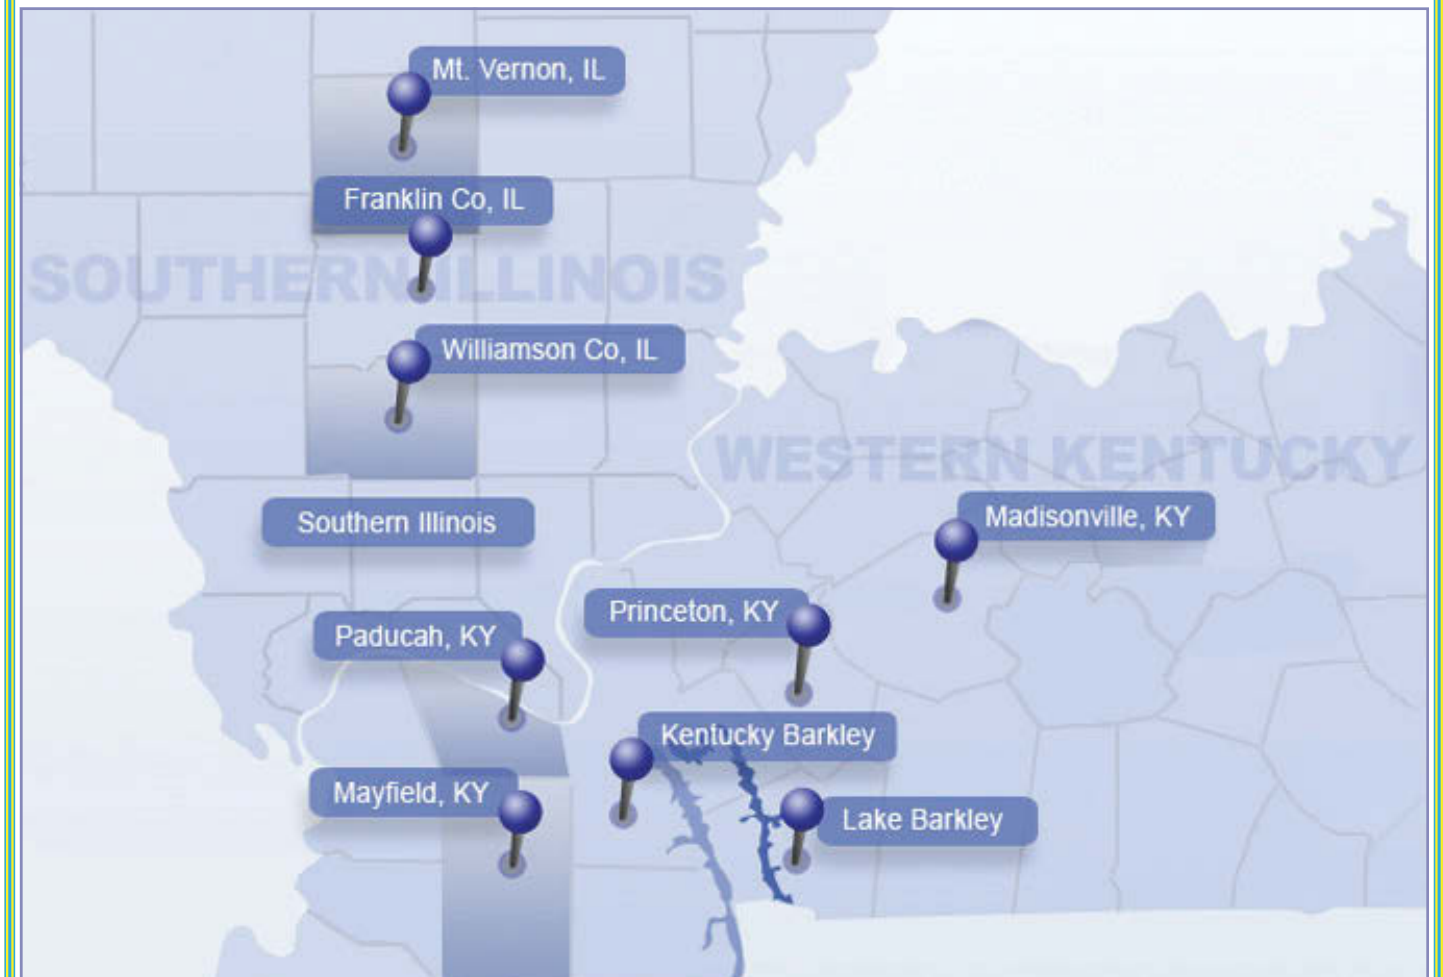 Mt. Vernon, IL
Franklin Co, IL
SOUTHERN ILLINOIS
Williamson Co, IL
WESTERN KENTUCKY
Southern Illinois
Madisonville, KY
Princeton, KY
Paducah, KY
Kentucky Barkley
Mayfield, KY
Lake Barkley